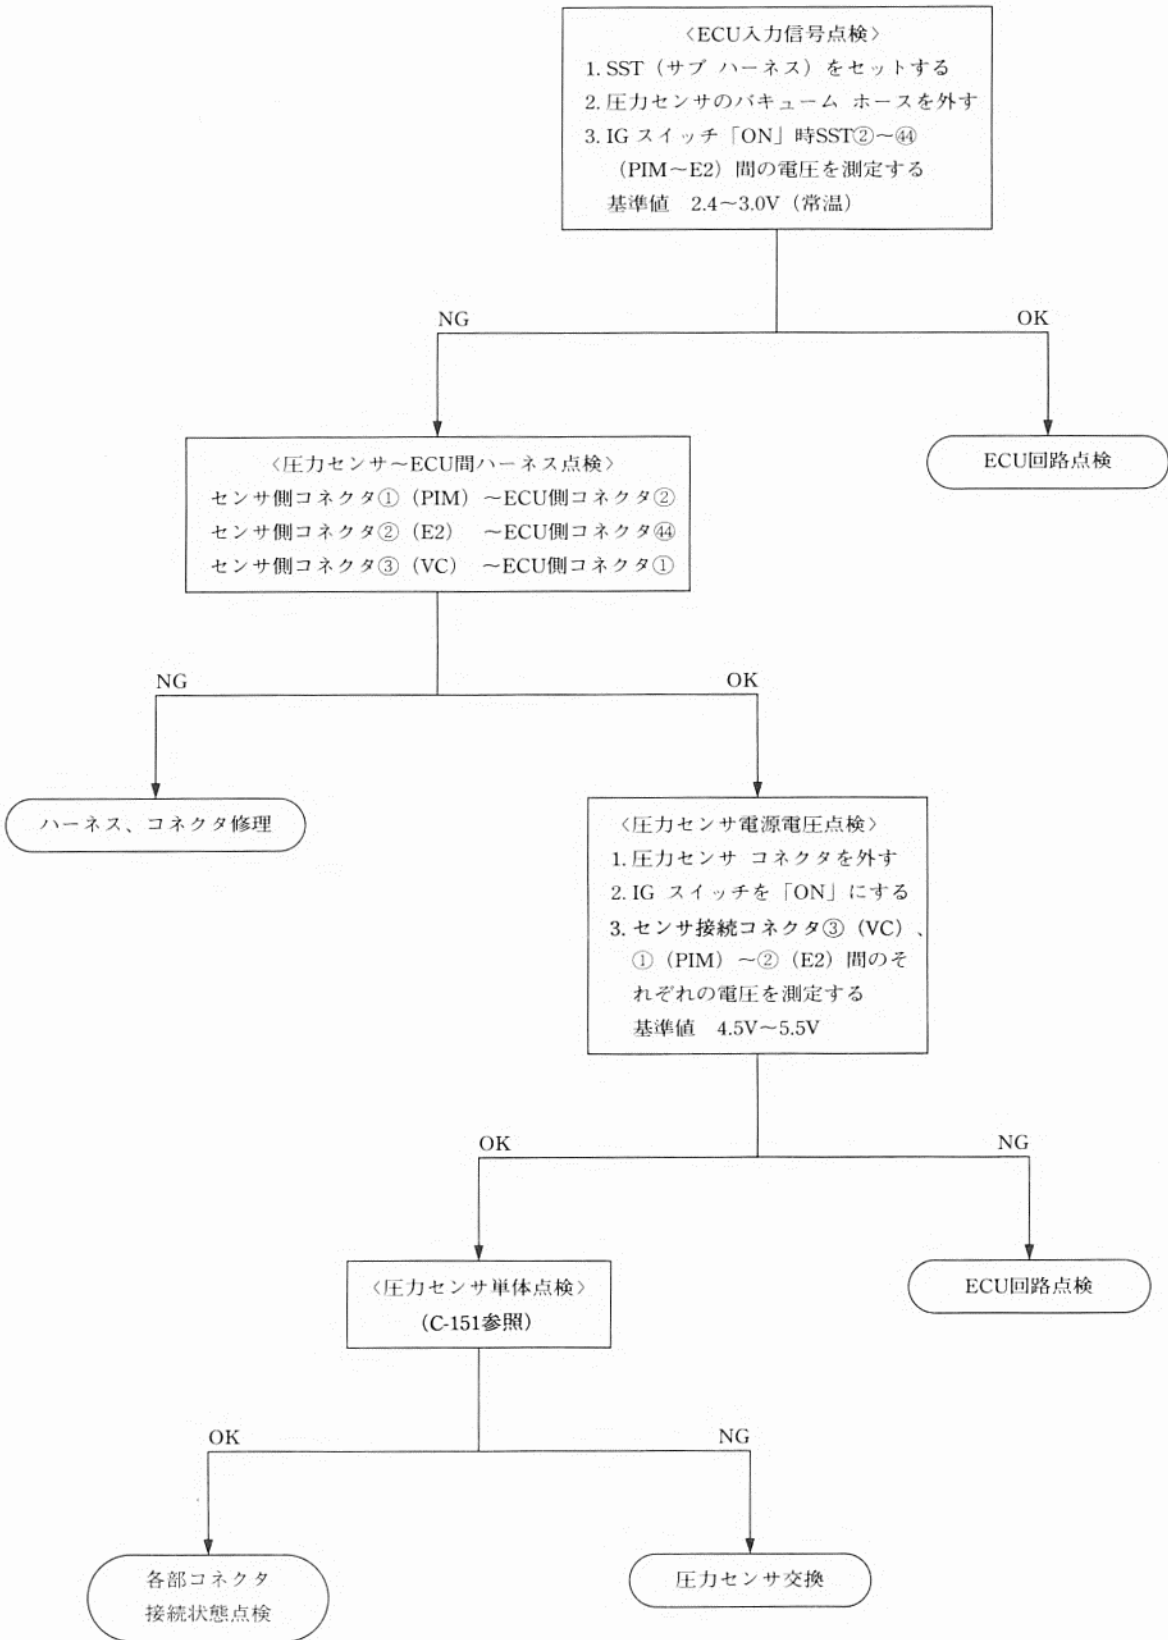 〈ECU入力信号点検〉
1. SST（サブ ハーネス）をセットする
2. 圧力センサのバキューム ホースを外す
3. IG スイッチ「ON」時SST②〜㊹
（PIM〜E2）間の電圧を測定する
基準値　2.4〜3.0V（常温）
NG
OK
〈圧力センサ〜ECU間ハーネス点検〉
センサ側コネクタ①（PIM）〜ECU側コネクタ②
センサ側コネクタ②（E2）　〜ECU側コネクタ㊹
センサ側コネクタ③（VC）　〜ECU側コネクタ①
ECU回路点検
NG
OK
ハーネス、コネクタ修理
〈圧力センサ電源電圧点検〉
1. 圧力センサ コネクタを外す
2. IG スイッチを「ON」にする
3. センサ接続コネクタ③（VC）、
①（PIM）〜②（E2）間のそ
れぞれの電圧を測定する
基準値　4.5V〜5.5V
OK
NG
〈圧力センサ単体点検〉
（C-151参照）
ECU回路点検
OK
NG
各部コネクタ
接続状態点検
圧力センサ交換